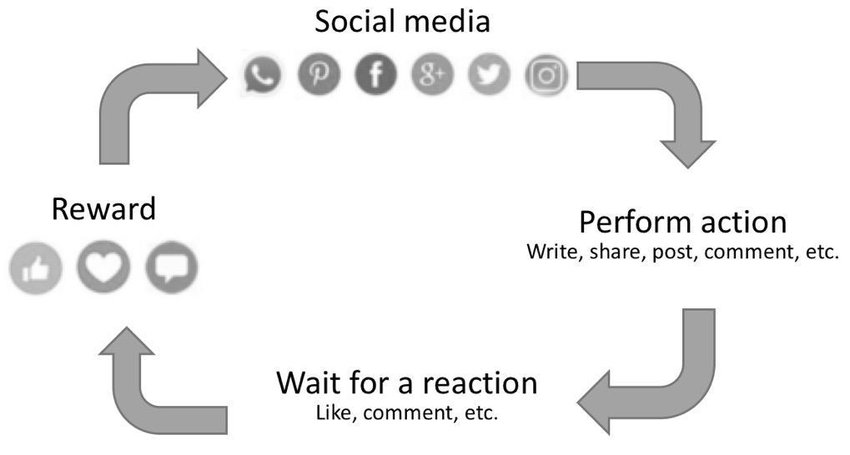 Social media
Reward
Perform action
Write, share, post, comment, etc.
Wait for a reaction
Like, comment, etc.